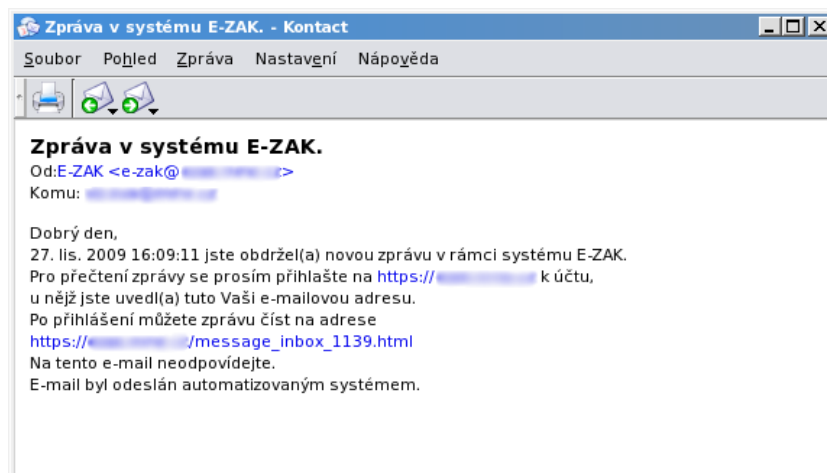 Zpráva v systému E-ZAK. - Kontact
Soubor Pohled Zpráva Nastavení Nápověda
Zpráva v systému E-ZAK.
Od:E-ZAK <e-zak@ >
Komu:
Dobrý den,
27. lis. 2009 16:09:11 jste obdržel(a) novou zprávu v rámci systému E-ZAK.
Pro přečtení zprávy se prosím přihlašte na https:// k účtu,
u nějž jste uvedl(a) tuto Vaši e-mailovou adresu.
Po přihlášení můžete zprávu číst na adrese
https:// /message_inbox_1139.html
Na tento e-mail neodpovídejte.
E-mail byl odeslán automatizovaným systémem.